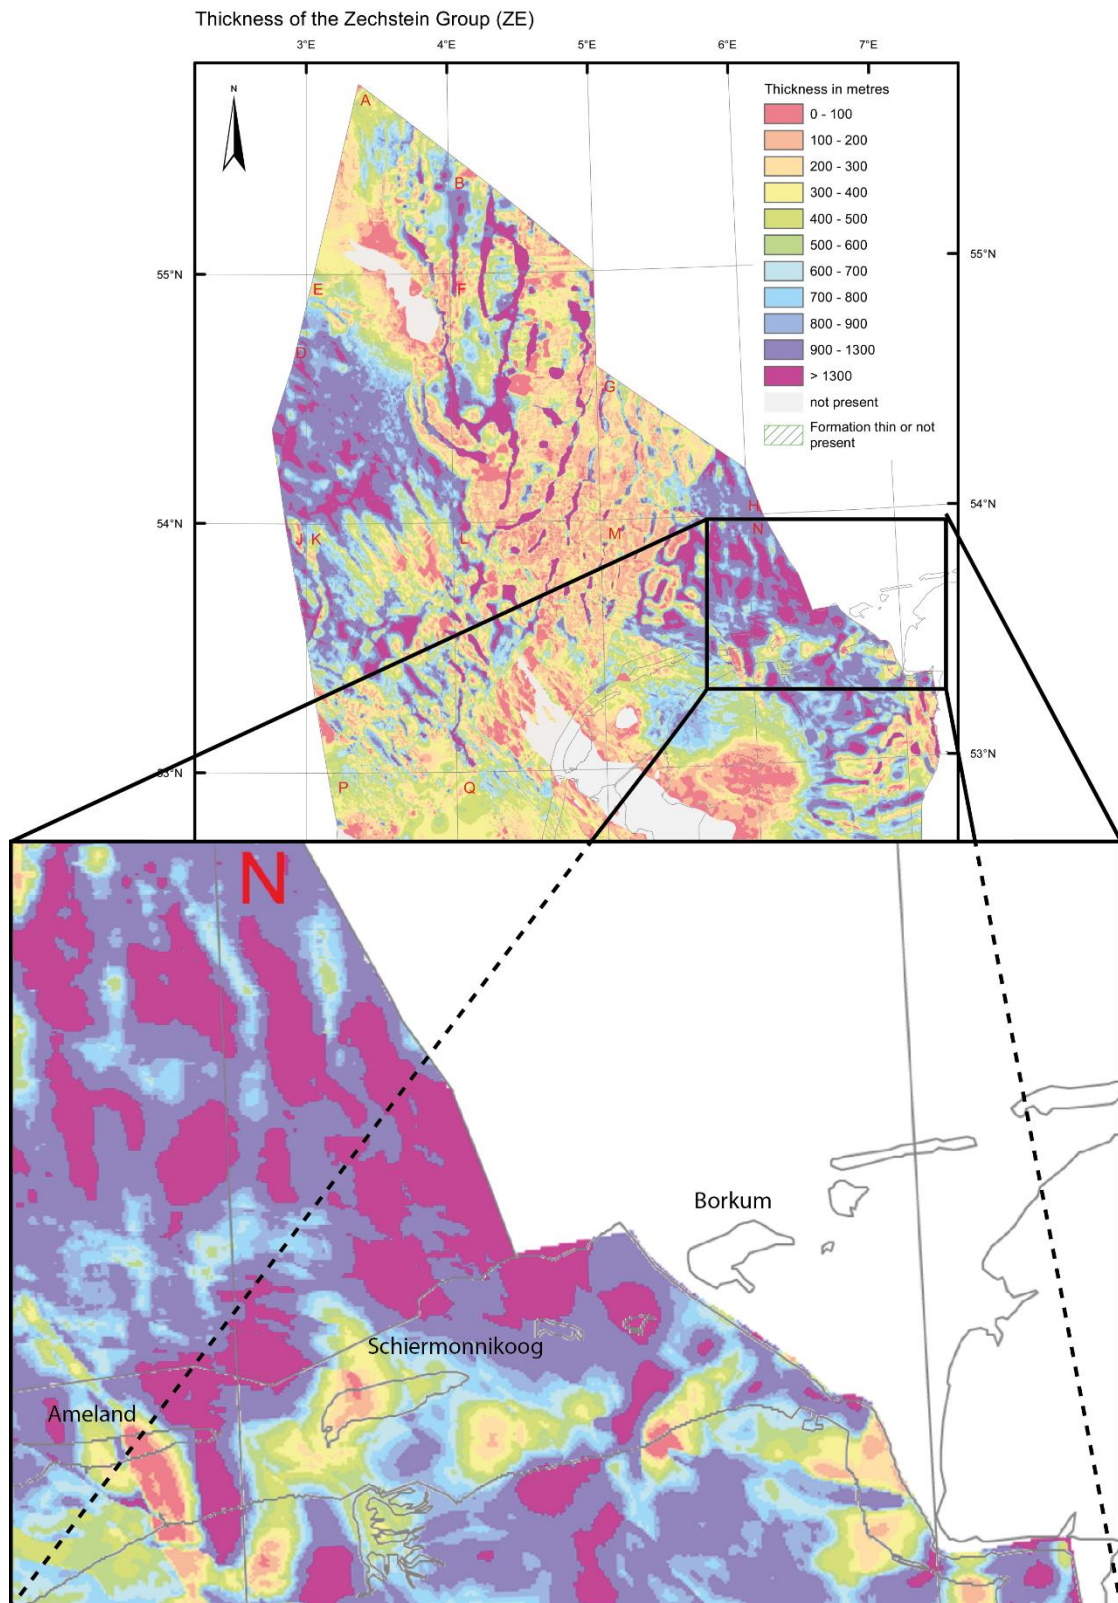 Thickness of the Zechstein Group (ZE)
3°E 4°E 5°E 6°E 7°E
N
Thickness in metres
0 - 100
100 - 200
200 - 300
300 - 400
400 - 500
500 - 600
600 - 700
700 - 800
800 - 900
900 - 1300
> 1300
not present
Formation thin or not
present
A
B
55°N
55°N
E
F
D
G
H
54°N
54°N
J K L M N
53°N
53°N
P Q
N
Borkum
Schiermonnikoog
Ameland